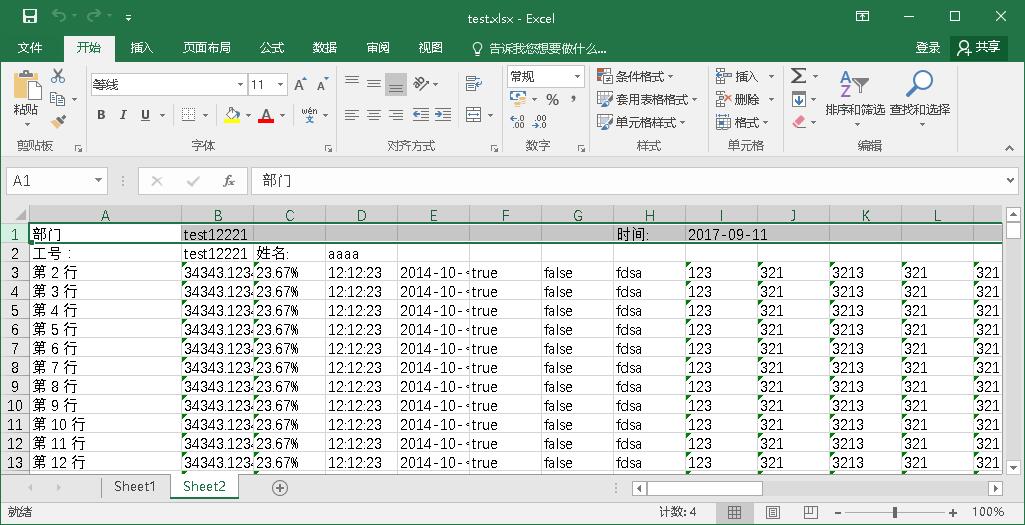 test.xlsx - Excel
文件 开始 插入 页面布局 公式 数据 审阅 视图 告诉我您想要做什么... 登录 共享
粘贴 等线 11 A A 常规 条件格式 插入 Σ 排序和筛选 查找和选择
B I U A wén 文 % , 套用表格格式 删除
.00 单元格样式 格式
剪贴板 字体 对齐方式 数字 样式 单元格 编辑
A1 fx 部门
A B C D E F G H I J K L
1 部门 test12221 时间: 2017-09-11
2 工号： test12221 姓名: aaaa
3 第 2 行 34343.123 23.67% 12:12:23 2014-10- true false fdsa 123 321 3213 321 321
4 第 3 行 34343.123 23.67% 12:12:23 2014-10- true false fdsa 123 321 3213 321 321
5 第 4 行 34343.123 23.67% 12:12:23 2014-10- true false fdsa 123 321 3213 321 321
6 第 5 行 34343.123 23.67% 12:12:23 2014-10- true false fdsa 123 321 3213 321 321
7 第 6 行 34343.123 23.67% 12:12:23 2014-10- true false fdsa 123 321 3213 321 321
8 第 7 行 34343.123 23.67% 12:12:23 2014-10- true false fdsa 123 321 3213 321 321
9 第 8 行 34343.123 23.67% 12:12:23 2014-10- true false fdsa 123 321 3213 321 321
10 第 9 行 34343.123 23.67% 12:12:23 2014-10- true false fdsa 123 321 3213 321 321
11 第 10 行 34343.123 23.67% 12:12:23 2014-10- true false fdsa 123 321 3213 321 321
12 第 11 行 34343.123 23.67% 12:12:23 2014-10- true false fdsa 123 321 3213 321 321
13 第 12 行 34343.123 23.67% 12:12:23 2014-10- true false fdsa 123 321 3213 321 321
Sheet1 Sheet2
就绪 计数: 4 100%